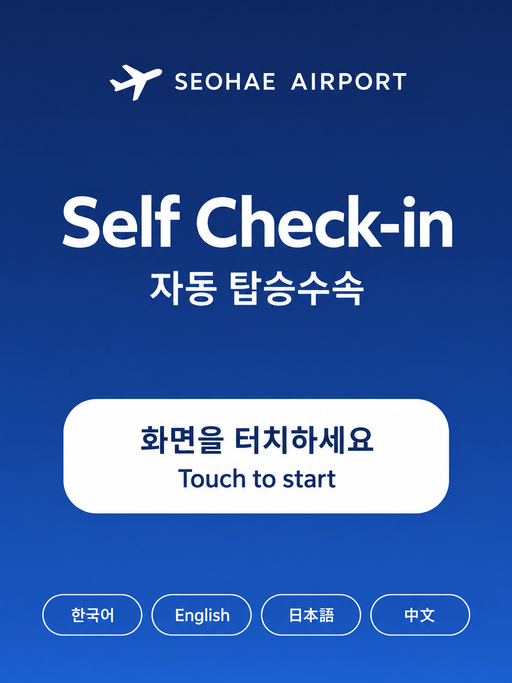 SEOHAE AIRPORT
Self Check-in
자동 탑승수속
화면을 터치하세요
Touch to start
한국어 English 日本語 中文